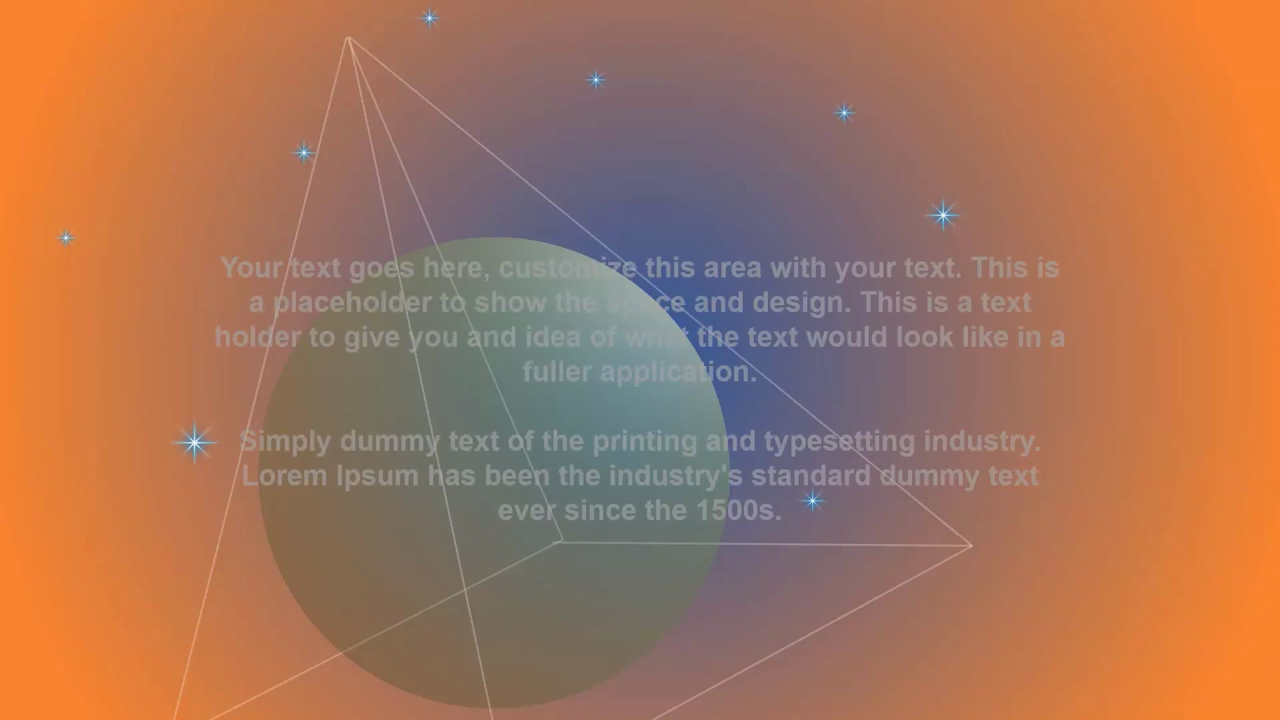 Your text goes here, customize this area with your text. This is
a placeholder to show the space and design. This is a text
holder to give you and idea of what the text would look like in a
fuller application.
Simply dummy text of the printing and typesetting industry.
Lorem Ipsum has been the industry's standard dummy text
ever since the 1500s.